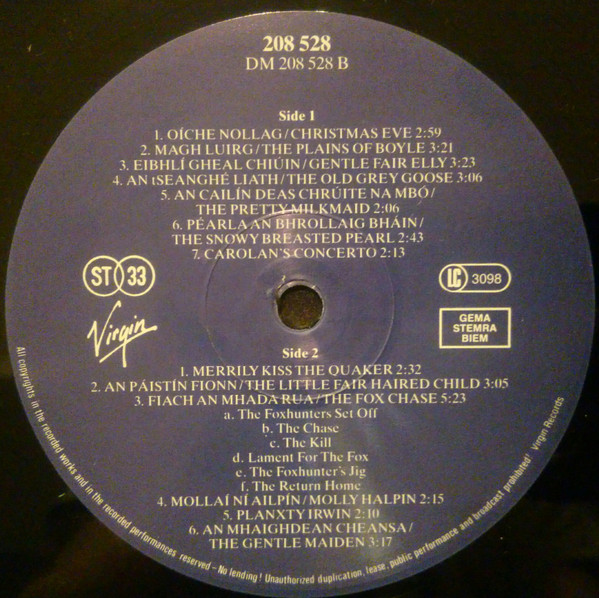 208 528
DM 208 528 B
Side 1
1. OÍCHE NOLLAG/CHRISTMAS EVE 2:59
2. MAGH LUIRG/THE PLAINS OF BOYLE 3:21
3. EIBHLÍ GHEAL CHIÚIN/GENTLE FAIR ELLY 3:23
4. AN tSEANGHÉ LIATH/THE OLD GREY GOOSE 3:06
5. AN CAILÍN DEAS CHRÚITE NA MBÓ/
THE PRETTY MILKMAID 2:06
6. PÉARLA AN BHROLLAIG BHÁIN/
THE SNOWY BREASTED PEARL 2:43
7. CAROLAN'S CONCERTO 2:13
ST 33
LC 3098
Virgin
GEMA
STEMRA
BIEM
Side 2
1. MERRILY KISS THE QUAKER 2:32
2. AN PÁISTÍN FIONN/THE LITTLE FAIR HAIRED CHILD 3:05
3. FIACH AN MHADA RUA/THE FOX CHASE 5:23
a. The Foxhunters Set Off
b. The Chase
c. The Kill
d. Lament For The Fox
e. The Foxhunter's Jig
f. The Return Home
4. MOLLAÍ NÍ AILPÍN/MOLLY HALPIN 2:15
5. PLANXTY IRWIN 2:10
6. AN MHAIGHDEAN CHEANSA/
THE GENTLE MAIDEN 3:17
All copyrights in the recorded works and in the recorded performances reserved – No lending! Unauthorized duplication, lease, public performance and broadcast prohibited! Virgin Records